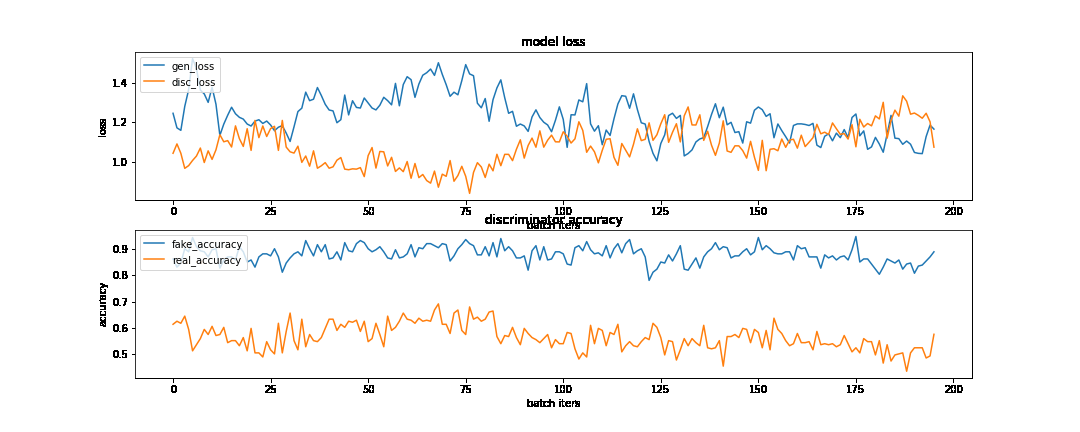 model loss
gen_loss
disc_loss
loss
1.4
1.2
1.0
0 25 50 75 100 125 150 175 200
batch iters
discriminator accuracy
fake_accuracy
real_accuracy
accuracy
0.9
0.8
0.7
0.6
0.5
0 25 50 75 100 125 150 175 200
batch iters